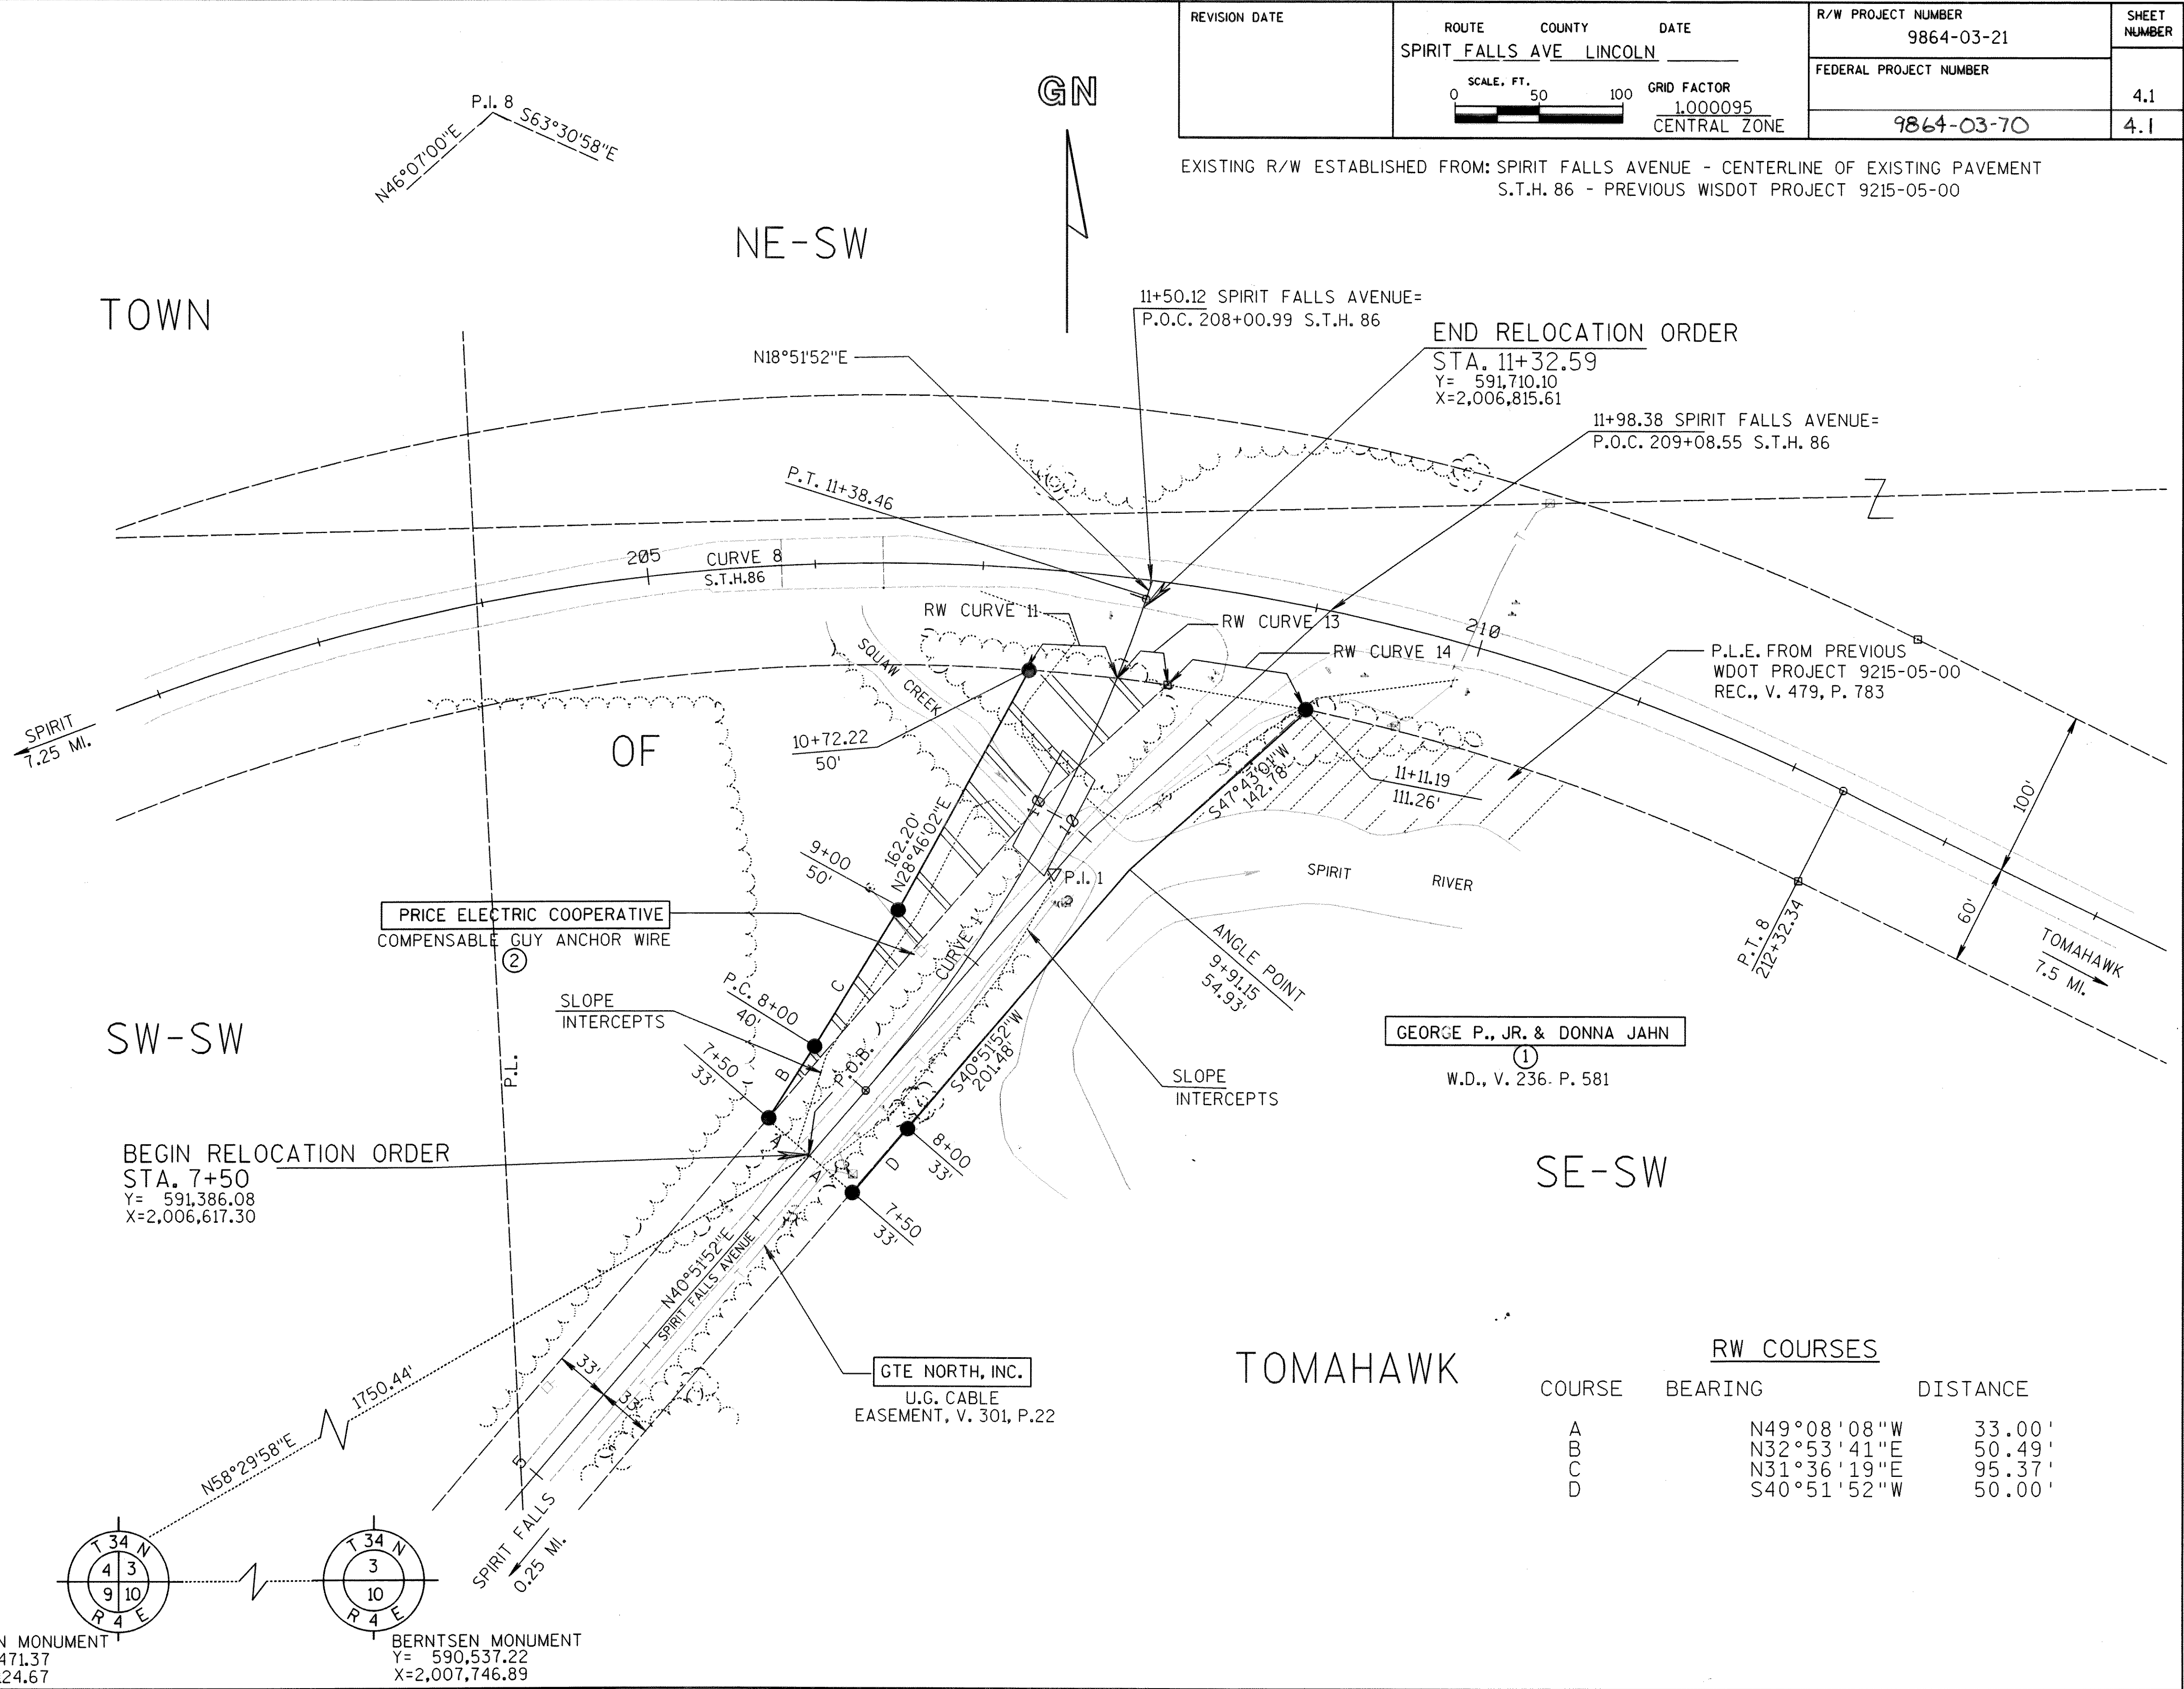 REVISION DATE
ROUTE COUNTY DATE
SPIRIT FALLS AVE LINCOLN
SCALE, FT.
0 50 100
GRID FACTOR
1.000095
CENTRAL ZONE
R/W PROJECT NUMBER
9864-03-21
FEDERAL PROJECT NUMBER
9864-03-70
SHEET
NUMBER
4.1
4.1
EXISTING R/W ESTABLISHED FROM: SPIRIT FALLS AVENUE - CENTERLINE OF EXISTING PAVEMENT
S.T.H. 86 - PREVIOUS WISDOT PROJECT 9215-05-00
GN
P.I. 8
N46°07'00"E
S63°30'58"E
NE-SW
TOWN
11+50.12 SPIRIT FALLS AVENUE=
P.O.C. 208+00.99 S.T.H. 86
N18°51'52"E
END RELOCATION ORDER
STA. 11+32.59
Y= 591,710.10
X=2,006,815.61
11+98.38 SPIRIT FALLS AVENUE=
P.O.C. 209+08.55 S.T.H. 86
P.T. 11+38.46
205
CURVE 8
S.T.H.86
RW CURVE 11
RW CURVE 13
RW CURVE 14
210
P.L.E. FROM PREVIOUS
WDOT PROJECT 9215-05-00
REC., V. 479, P. 783
SQUAW CREEK
SPIRIT
7.25 MI.
OF
10+72.22
50'
S47°43'01"W
142.78'
11+11.19
111.26'
100'
60'
162.20'
N28°46'02"E
9+00
50'
10
P.I. 1
SPIRIT RIVER
P.T. 8
212+32.34
TOMAHAWK
7.5 MI.
PRICE ELECTRIC COOPERATIVE
COMPENSABLE GUY ANCHOR WIRE
2
CURVE 1
ANGLE POINT
9+91.15
54.93'
C
P.C. 8+00
40'
SLOPE
INTERCEPTS
SW-SW
P.L.
7+50
33'
B
P.O.B.
S40°51'52"W
201.48'
GEORGE P., JR. & DONNA JAHN
1
W.D., V. 236, P. 581
SLOPE
INTERCEPTS
A
A
D
8+00
33'
BEGIN RELOCATION ORDER
STA. 7+50
Y= 591,386.08
X=2,006,617.30
SE-SW
7+50
33'
N40°51'52"E
SPIRIT FALLS AVENUE
33'
33'
GTE NORTH, INC.
U.G. CABLE
EASEMENT, V. 301, P.22
TOMAHAWK
RW COURSES
COURSE BEARING DISTANCE
A N49°08'08"W 33.00'
B N32°53'41"E 50.49'
C N31°36'19"E 95.37'
D S40°51'52"W 50.00'
1750.44'
N58°29'58"E
5
SPIRIT FALLS
0.25 MI.
T 34 N
4 3
9 10
R 4 E
T 34 N
3
10
R 4 E
N MONUMENT
471.37
24.67
BERNTSEN MONUMENT
Y= 590,537.22
X=2,007,746.89